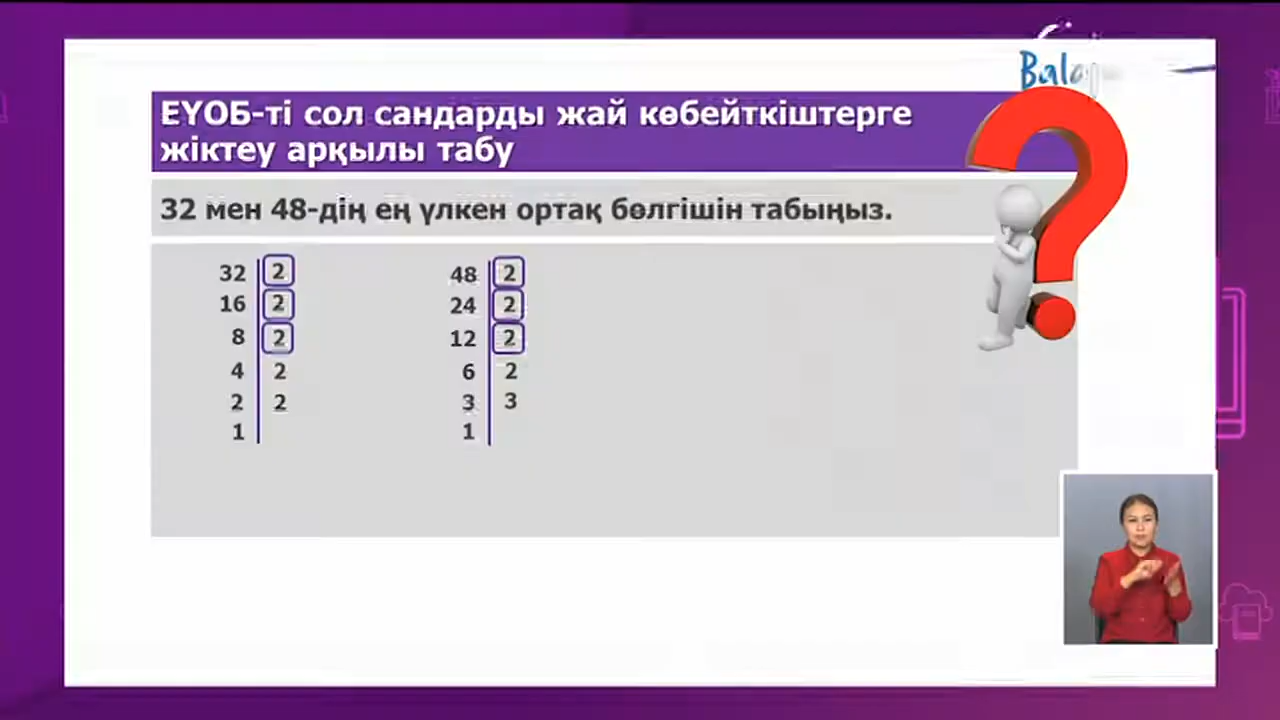 Balap
ЕҮОБ-ті сол сандарды жай көбейткіштерге
жіктеу арқылы табу
32 мен 48-дің ең үлкен ортақ бөлгішін табыңыз.
32 2 48 2
16 2 24 2
8 2 12 2
4 2 6 2
2 2 3 3
1 1